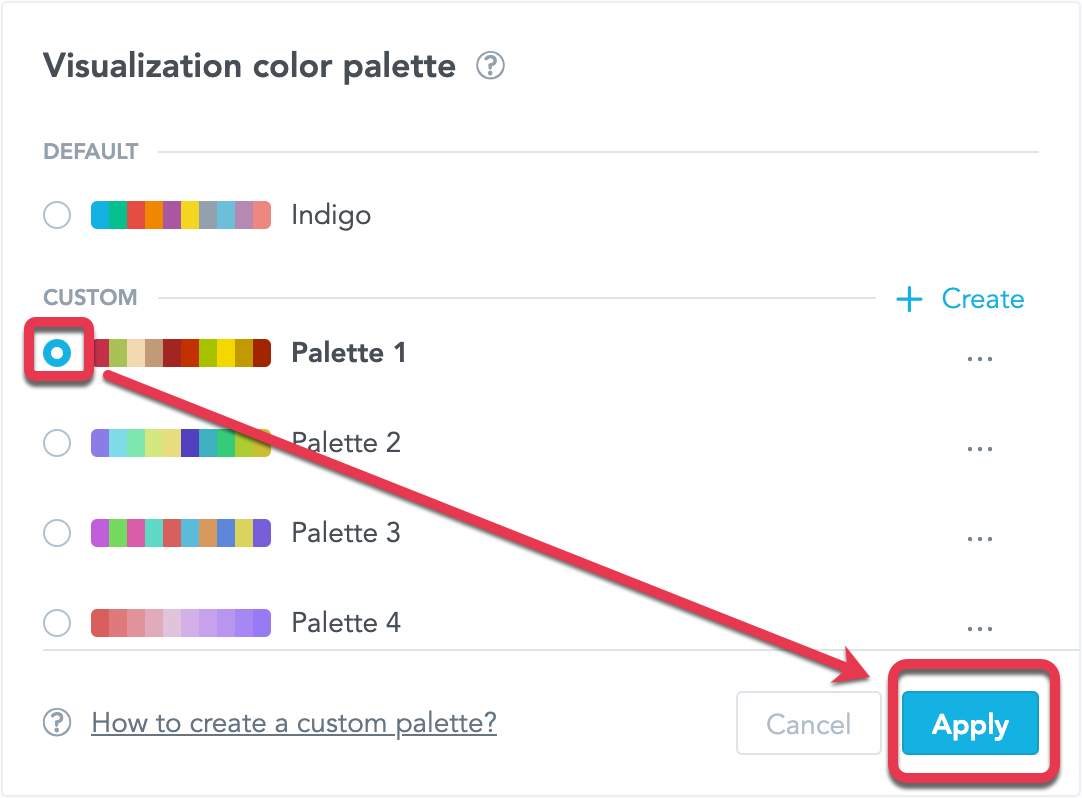 Visualization color palette ?
DEFAULT
Indigo
CUSTOM
+ Create
Palette 1 ...
Palette 2 ...
Palette 3 ...
Palette 4 ...
? How to create a custom palette? Cancel Apply